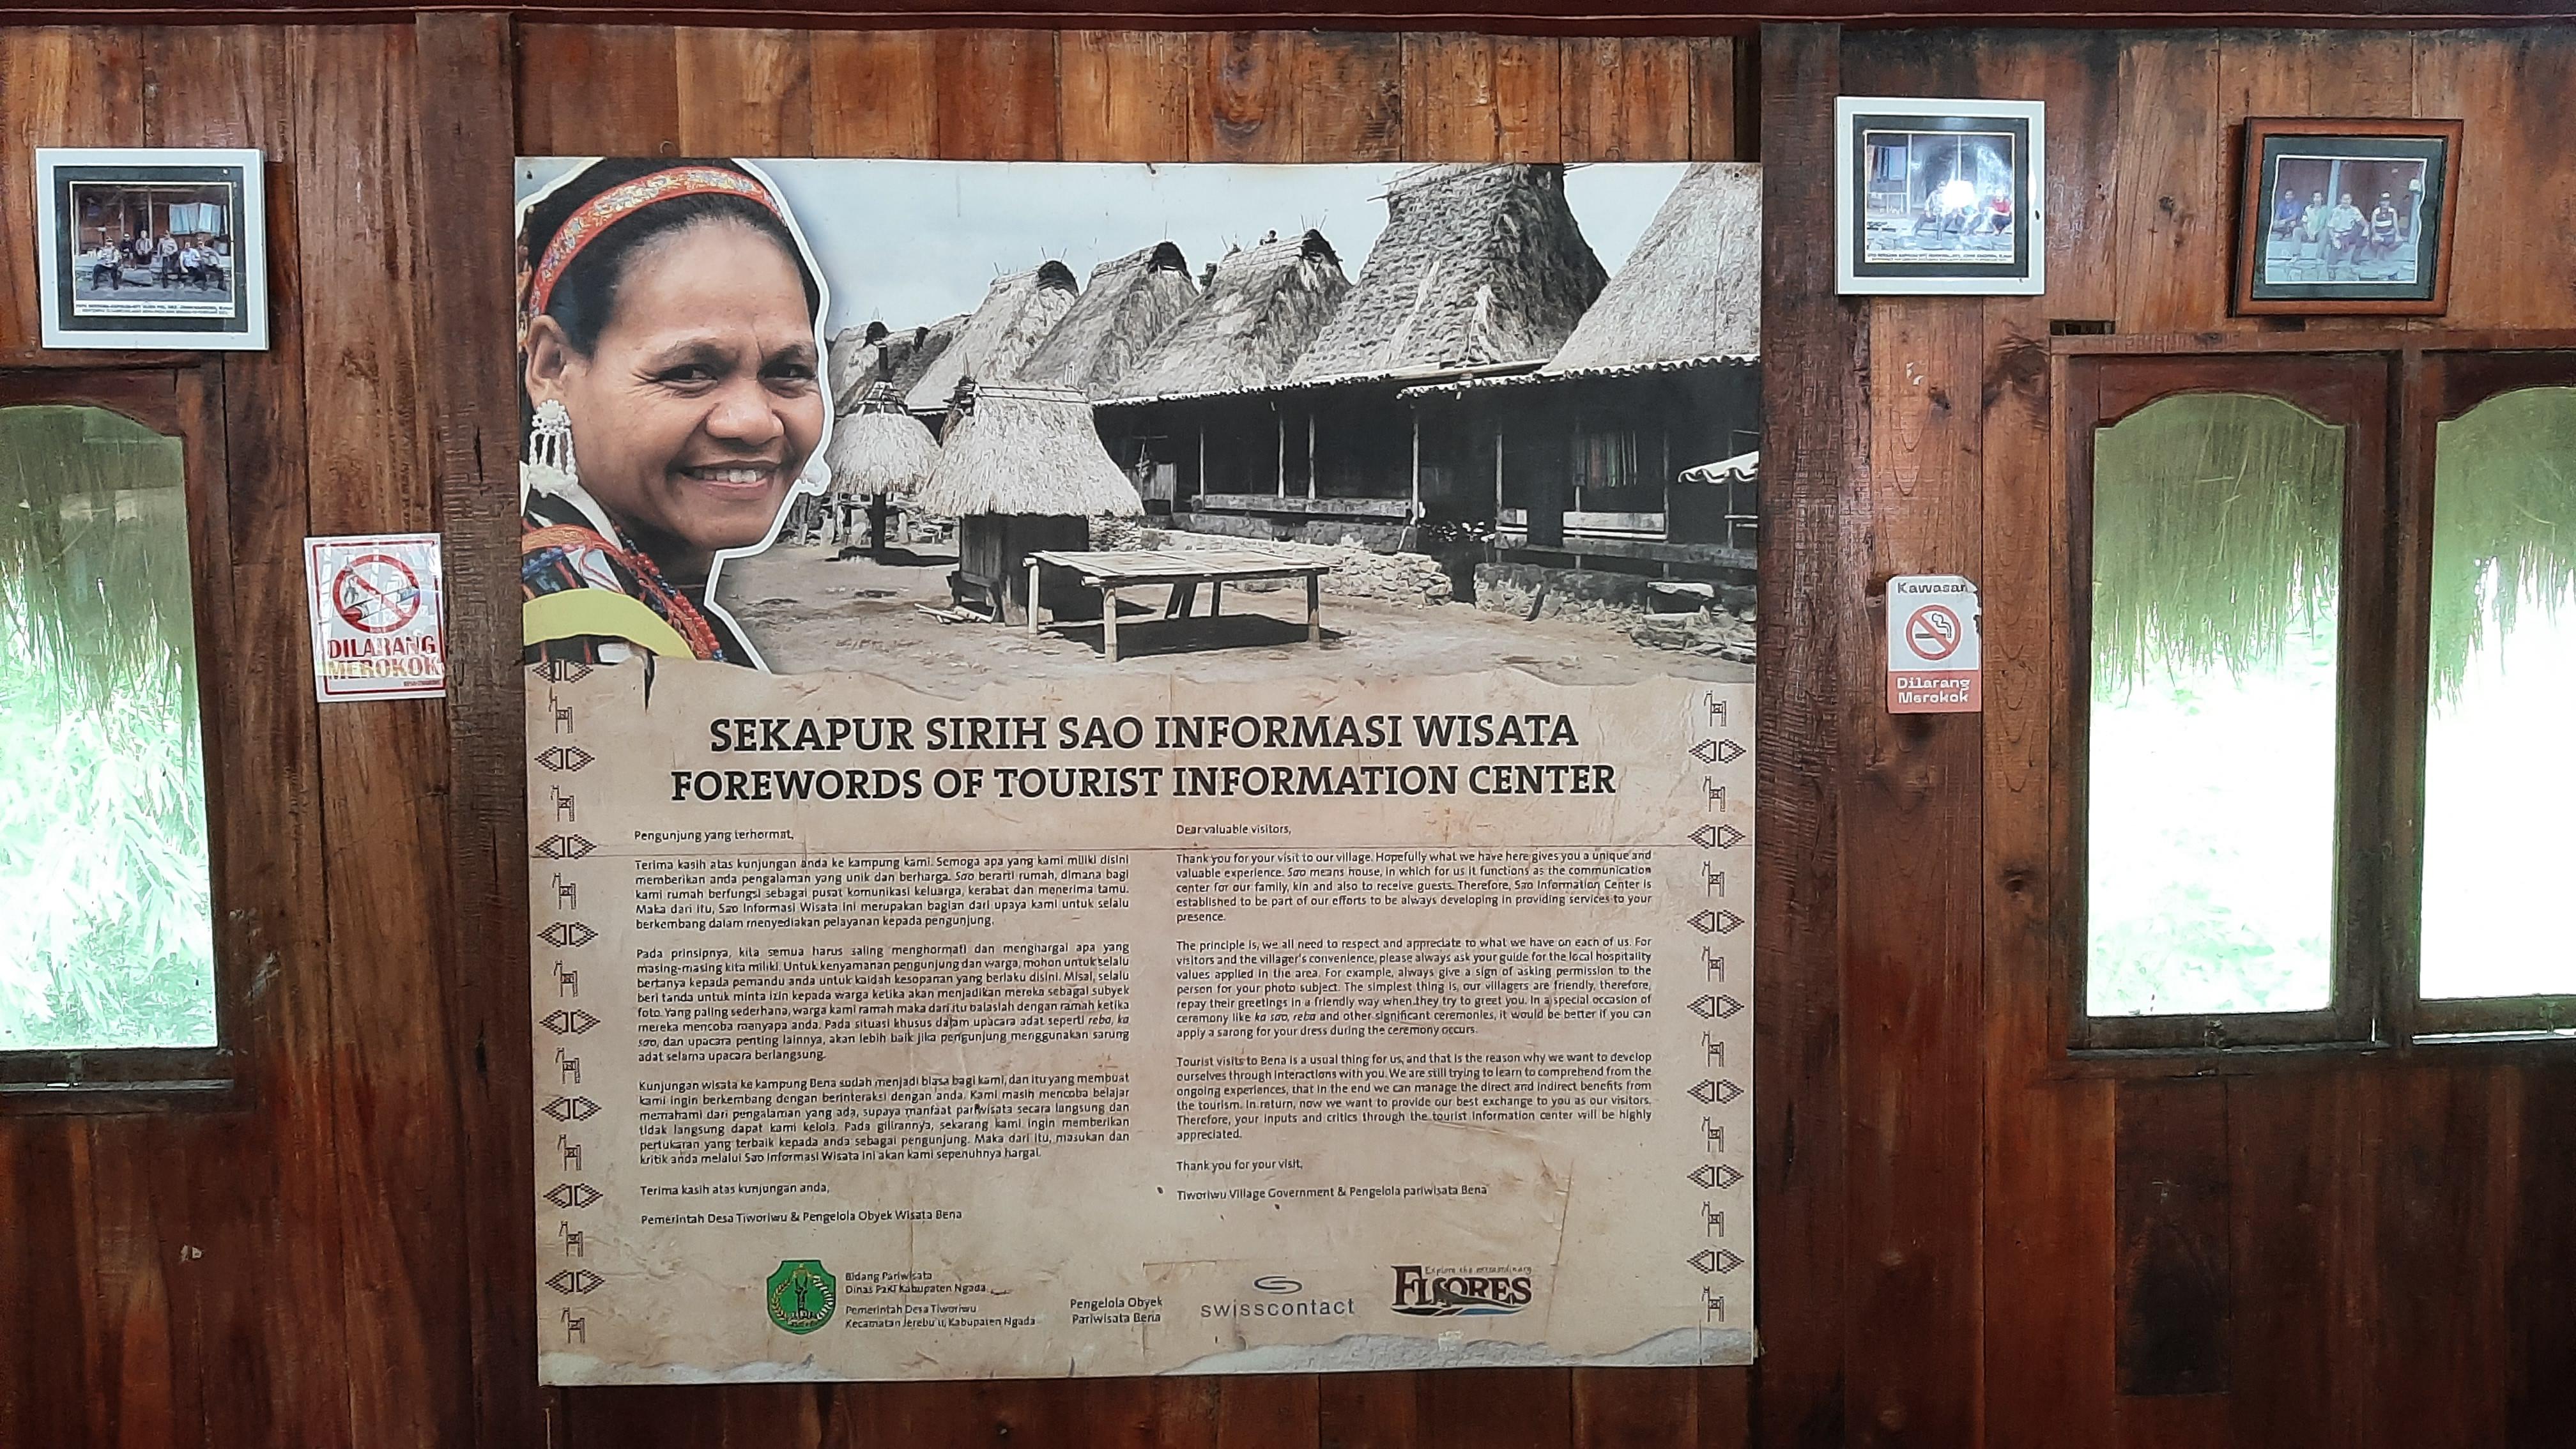 DILARANG
MEROKOK
Kawasan
Dilarang
Merokok
SEKAPUR SIRIH SAO INFORMASI WISATA
FOREWORDS OF TOURIST INFORMATION CENTER
Pengunjung yang terhormat,
Terima kasih atas kunjungan anda ke kampung kami. Semoga apa yang kami miliki disini
memberikan anda pengalaman yang unik dan berharga. Sao berarti rumah, dimana bagi
kami rumah berfungsi sebagai pusat komunikasi keluarga, kerabat dan menerima tamu.
Maka dari itu, Sao Informasi Wisata ini merupakan bagian dari upaya kami untuk selalu
berkembang dalam menyediakan pelayanan kepada pengunjung.
Pada prinsipnya, kita semua harus saling menghormati dan menghargai apa yang
masing-masing kita miliki. Untuk kenyamanan pengunjung dan warga, mohon untuk selalu
bertanya kepada pemandu anda untuk kaidah kesopanan yang berlaku disini. Misal, selalu
beri tanda untuk minta izin kepada warga ketika akan menjadikan mereka sebagai subyek
foto. Yang paling sederhana, warga kami ramah maka dari itu balaslah dengan ramah ketika
mereka mencoba manyapa anda. Pada situasi khusus dalam upacara adat seperti reba, ka
sao, dan upacara penting lainnya, akan lebih baik jika pengunjung menggunakan sarung
adat selama upacara berlangsung.
Kunjungan wisata ke kampung Bena sudah menjadi biasa bagi kami, dan itu yang membuat
kami ingin berkembang dengan berinteraksi dengan anda. Kami masih mencoba belajar
memahami dari pengalaman yang ada, supaya manfaat pariwisata secara langsung dan
tidak langsung dapat kami kelola. Pada gilirannya, sekarang kami ingin memberikan
pertukaran yang terbaik kepada anda sebagai pengunjung. Maka dari itu, masukan dan
kritik anda melalui Sao Informasi Wisata ini akan kami sepenuhnya hargai.
Terima kasih atas kunjungan anda,
Pemerintah Desa Tiworiwu & Pengelola Obyek Wisata Bena
Dear valuable visitors,
Thank you for your visit to our village. Hopefully what we have here gives you a unique and
valuable experience. Sao means house, in which for us it functions as the communication
center for our family, kin and also to receive guests. Therefore, Sao Information Center is
established to be part of our efforts to be always developing in providing services to your
presence.
The principle is, we all need to respect and appreciate to what we have on each of us. For
visitors and the villager's convenience, please always ask your guide for the local hospitality
values applied in the area. For example, always give a sign of asking permission to the
person for your photo subject. The simplest thing is, our villagers are friendly, therefore,
repay their greetings in a friendly way when they try to greet you. In a special occasion of
ceremony like ka sao, reba and other significant ceremonies, it would be better if you can
apply a sarong for your dress during the ceremony occurs.
Tourist visits to Bena is a usual thing for us, and that is the reason why we want to develop
ourselves through interactions with you. We are still trying to learn to comprehend from the
ongoing experiences, that in the end we can manage the direct and indirect benefits from
the tourism. In return, now we want to provide our best exchange to you as our visitors.
Therefore, your inputs and critics through the tourist information center will be highly
appreciated.
Thank you for your visit,
Tiworiwu Village Government & Pengelola pariwisata Bena
Bidang Pariwisata
Dinas PaKI Kabupaten Ngada
Pemerintah Desa Tiworiwu
Kecamatan Jerebu'u, Kabupaten Ngada
Pengelola Obyek
Pariwisata Bena
swisscontact
Explore the extraordinary
FLORES